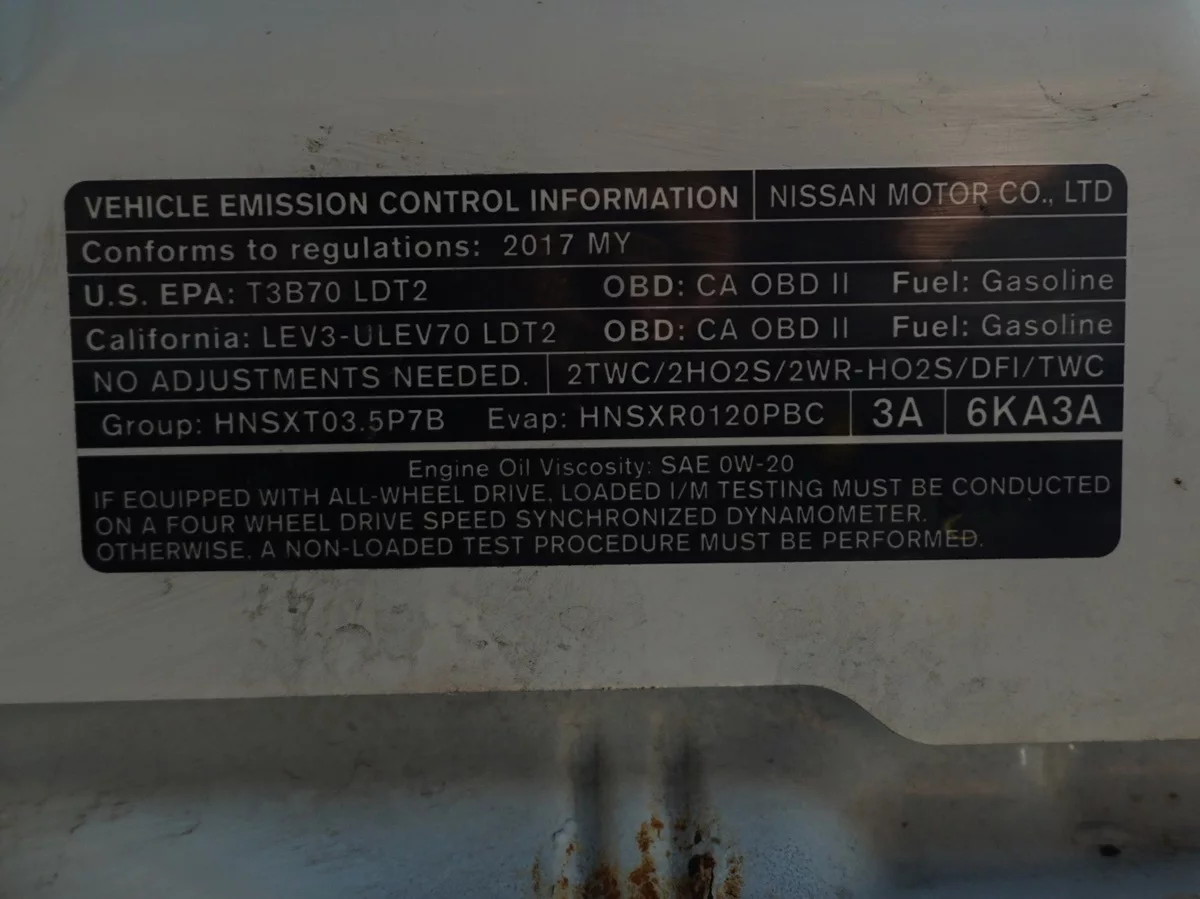 VEHICLE EMISSION CONTROL INFORMATION NISSAN MOTOR CO., LTD
Conforms to regulations: 2017 MY
U.S. EPA: T3B70 LDT2 OBD: CA OBD II Fuel: Gasoline
California: LEV3-ULEV70 LDT2 OBD: CA OBD II Fuel: Gasoline
NO ADJUSTMENTS NEEDED. 2TWC/2HO2S/2WR-HO2S/DFI/TWC
Group: HNSXT03.5P7B Evap: HNSXR0120PBC 3A 6KA3A
Engine Oil Viscosity: SAE 0W-20
IF EQUIPPED WITH ALL-WHEEL DRIVE, LOADED I/M TESTING MUST BE CONDUCTED
ON A FOUR WHEEL DRIVE SPEED SYNCHRONIZED DYNAMOMETER.
OTHERWISE, A NON-LOADED TEST PROCEDURE MUST BE PERFORMED.